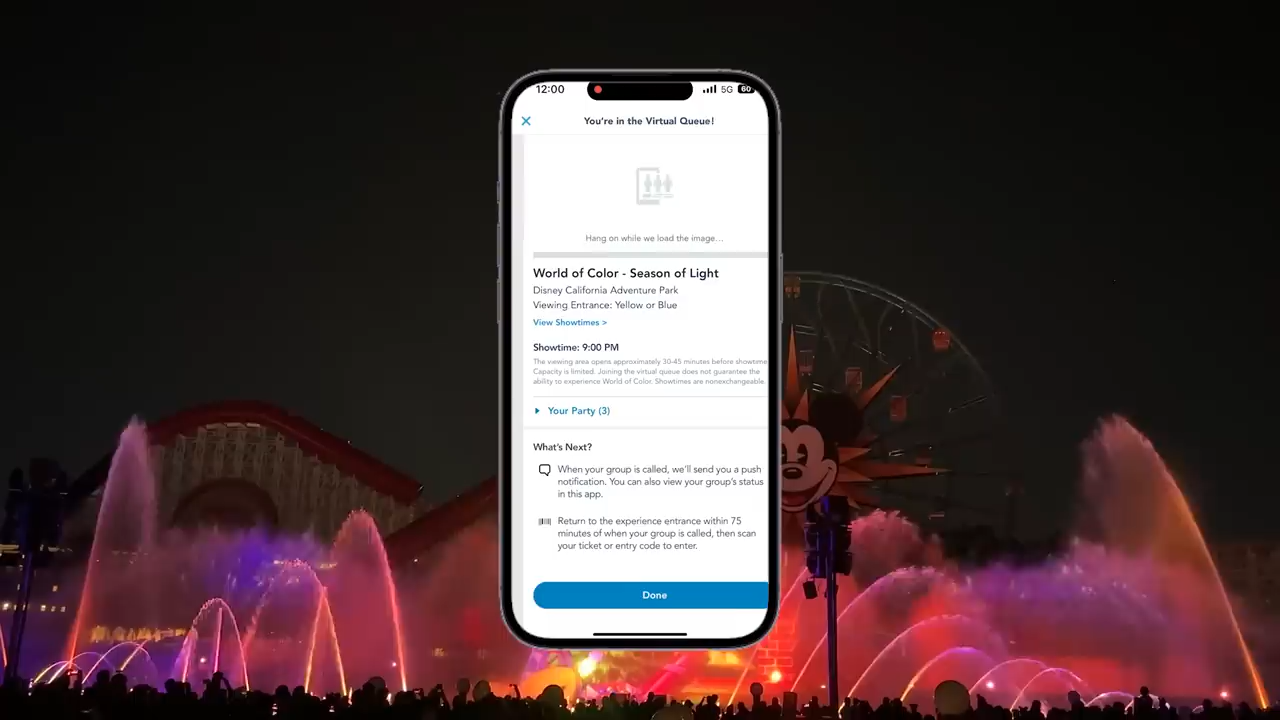 12:00
5G
60
You're in the Virtual Queue!
Hang on while we load the image...
World of Color - Season of Light
Disney California Adventure Park
Viewing Entrance: Yellow or Blue
View Showtimes >
Showtime: 9:00 PM
The viewing area opens approximately 30-45 minutes before showtime
Capacity is limited. Joining the virtual queue does not guarantee the
ability to experience World of Color. Showtimes are nonexchangeable.
Your Party (3)
What's Next?
When your group is called, we'll send you a push
notification. You can also view your group's status
in this app.
Return to the experience entrance within 75
minutes of when your group is called, then scan
your ticket or entry code to enter.
Done